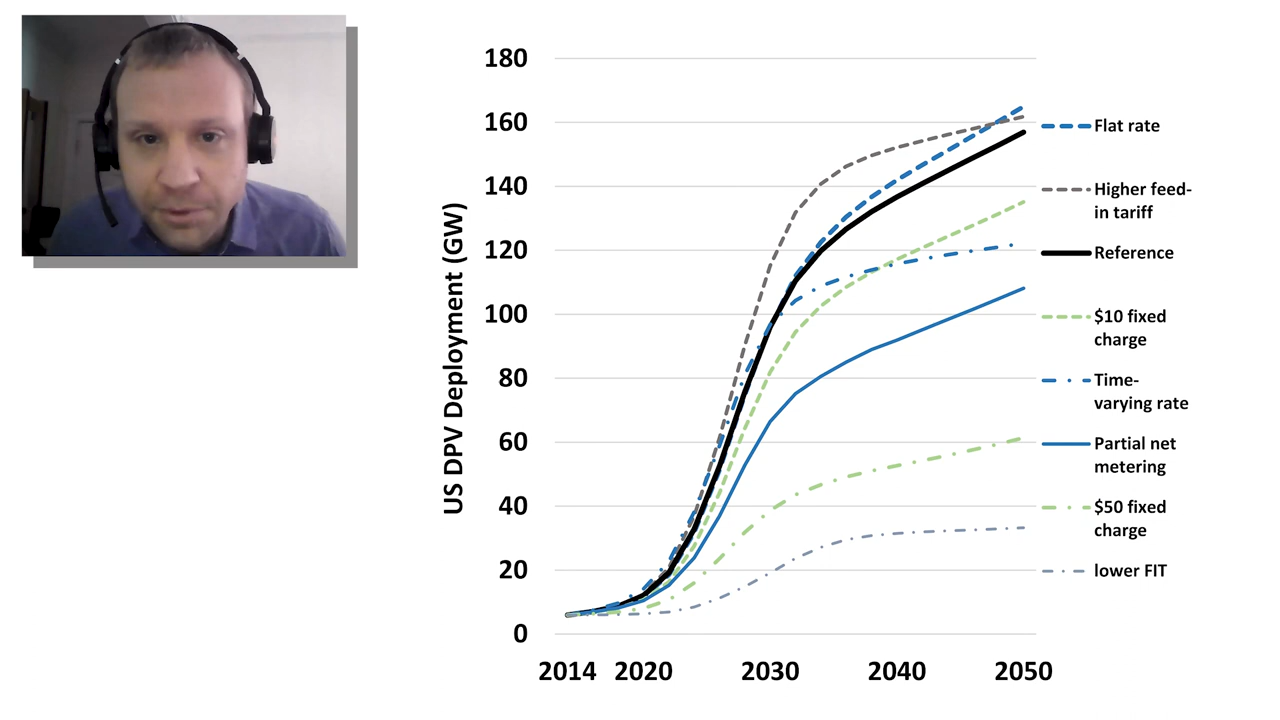 180
160
140
120
100
80
60
40
20
0
US DPV Deployment (GW)
2014 2020 2030 2040 2050
Flat rate
Higher feed-
in tariff
Reference
$10 fixed
charge
Time-
varying rate
Partial net
metering
$50 fixed
charge
lower FIT